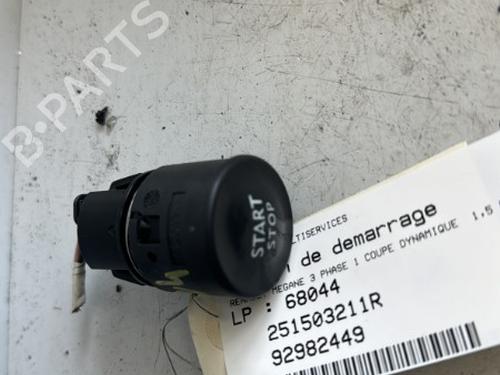 B-PARTS
START
STOP
LTISERVICES
n de demarrage
MEGANE 3 PHASE 1 COUPE DYNAMIQUE 1.5
LP : 68044
251503211R
92982449